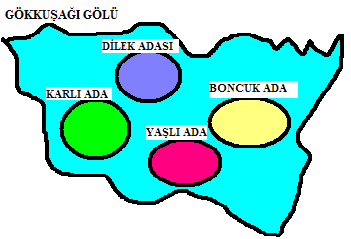 GÖKKUŞAĞI GÖLÜ
DİLEK ADASI
KARLI ADA
BONCUK ADA
YAŞLI ADA